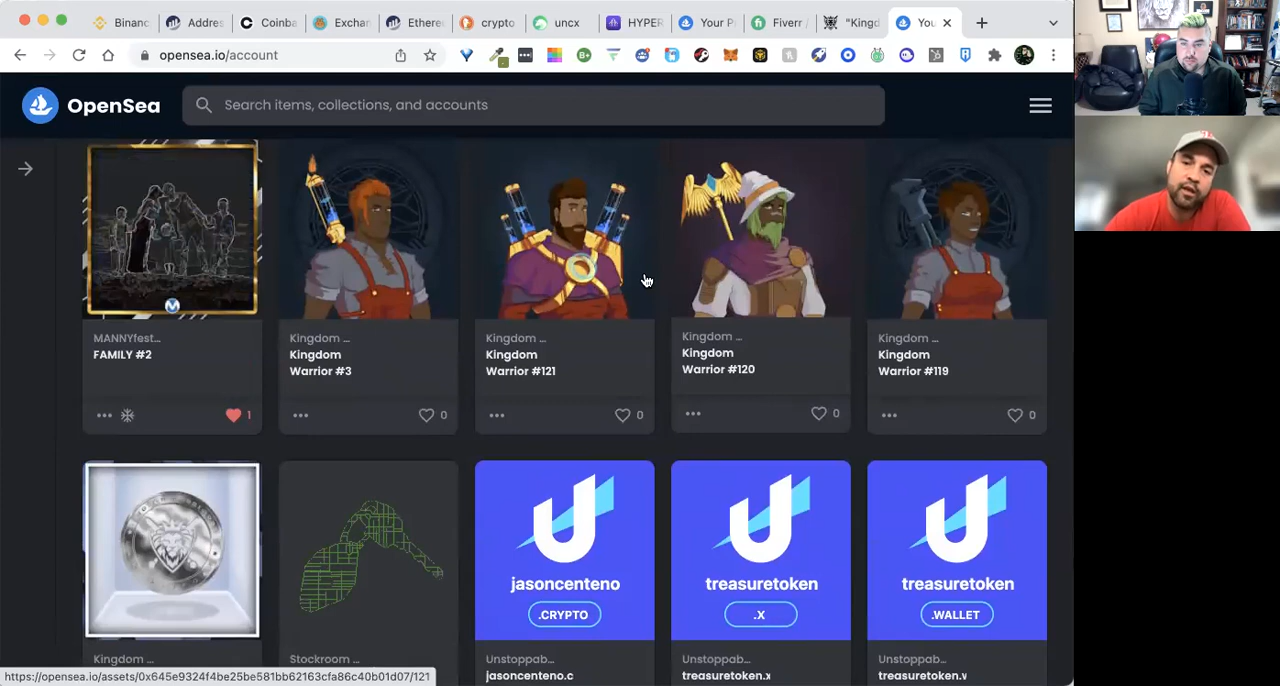 Binanc
Addres
Coinba
Exchan
Ethere
crypto
uncx
HYPER
Your P
Fiverr /
"Kingd
You
opensea.io/account
OpenSea
Search items, collections, and accounts
MANNYfest...
FAMILY #2
1
Kingdom ...
Kingdom
Warrior #3
0
Kingdom ...
Kingdom
Warrior #121
0
Kingdom ...
Kingdom
Warrior #120
0
Kingdom ...
Kingdom
Warrior #119
0
Kingdom ...
Stockroom ...
jasoncenteno
.CRYPTO
Unstoppab...
jasoncenteno.c
treasuretoken
.X
Unstoppab...
treasuretoken.x
treasuretoken
.WALLET
Unstoppab...
treasuretoken.v
https://opensea.io/assets/0x645e9324f4be25be581bb62163cfa86c40b01d07/121